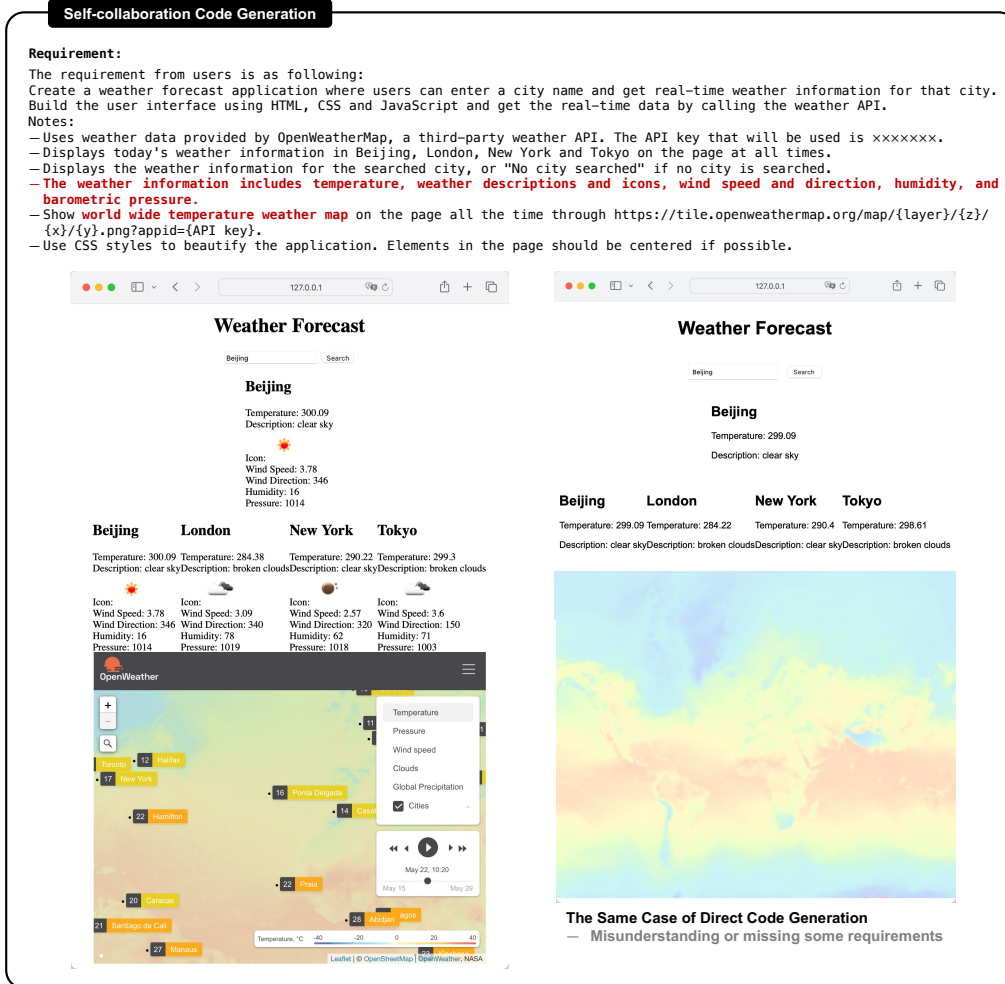 Self-collaboration Code Generation
Requirement:
The requirement from users is as following:
Create a weather forecast application where users can enter a city name and get real-time weather information for that city.
Build the user interface using HTML, CSS and JavaScript and get the real-time data by calling the weather API.
Notes:
— Uses weather data provided by OpenWeatherMap, a third-party weather API. The API key that will be used is ×××××××.
— Displays today's weather information in Beijing, London, New York and Tokyo on the page at all times.
— Displays the weather information for the searched city, or "No city searched" if no city is searched.
— The weather information includes temperature, weather descriptions and icons, wind speed and direction, humidity, and
barometric pressure.
— Show world wide temperature weather map on the page all the time through https://tile.openweathermap.org/map/{layer}/{z}/
{x}/{y}.png?appid={API key}.
— Use CSS styles to beautify the application. Elements in the page should be centered if possible.
127.0.0.1
Weather Forecast
Beijing Search
Beijing
Temperature: 300.09
Description: clear sky
Icon:
Wind Speed: 3.78
Wind Direction: 346
Humidity: 16
Pressure: 1014
Beijing London New York Tokyo
Temperature: 300.09 Temperature: 284.38 Temperature: 290.22 Temperature: 299.3
Description: clear skyDescription: broken cloudsDescription: clear skyDescription: broken clouds
Icon: Icon: Icon: Icon:
Wind Speed: 3.78 Wind Speed: 3.09 Wind Speed: 2.57 Wind Speed: 3.6
Wind Direction: 346 Wind Direction: 340 Wind Direction: 320 Wind Direction: 150
Humidity: 16 Humidity: 78 Humidity: 62 Humidity: 71
Pressure: 1014 Pressure: 1019 Pressure: 1018 Pressure: 1003
OpenWeather
+
−
Temperature
Pressure
Wind speed
Clouds
Global Precipitation
Cities
11
Toronto
12 Halifax
17 New York
16 Ponta Delgada
14
22 Hamilton
May 22, 10:20
May 15 May 29
22 Praia
20 Caracas
21 Santiago de Cali
28 Abidjan
agos
27 Manaus
Temperature, °C -40 -20 0 20 40
Leaflet | © OpenStreetMap | OpenWeather, NASA
127.0.0.1
Weather Forecast
Beijing Search
Beijing
Temperature: 299.09
Description: clear sky
Beijing London New York Tokyo
Temperature: 299.09 Temperature: 284.22 Temperature: 290.4 Temperature: 298.61
Description: clear skyDescription: broken cloudsDescription: clear skyDescription: broken clouds
The Same Case of Direct Code Generation
— Misunderstanding or missing some requirements